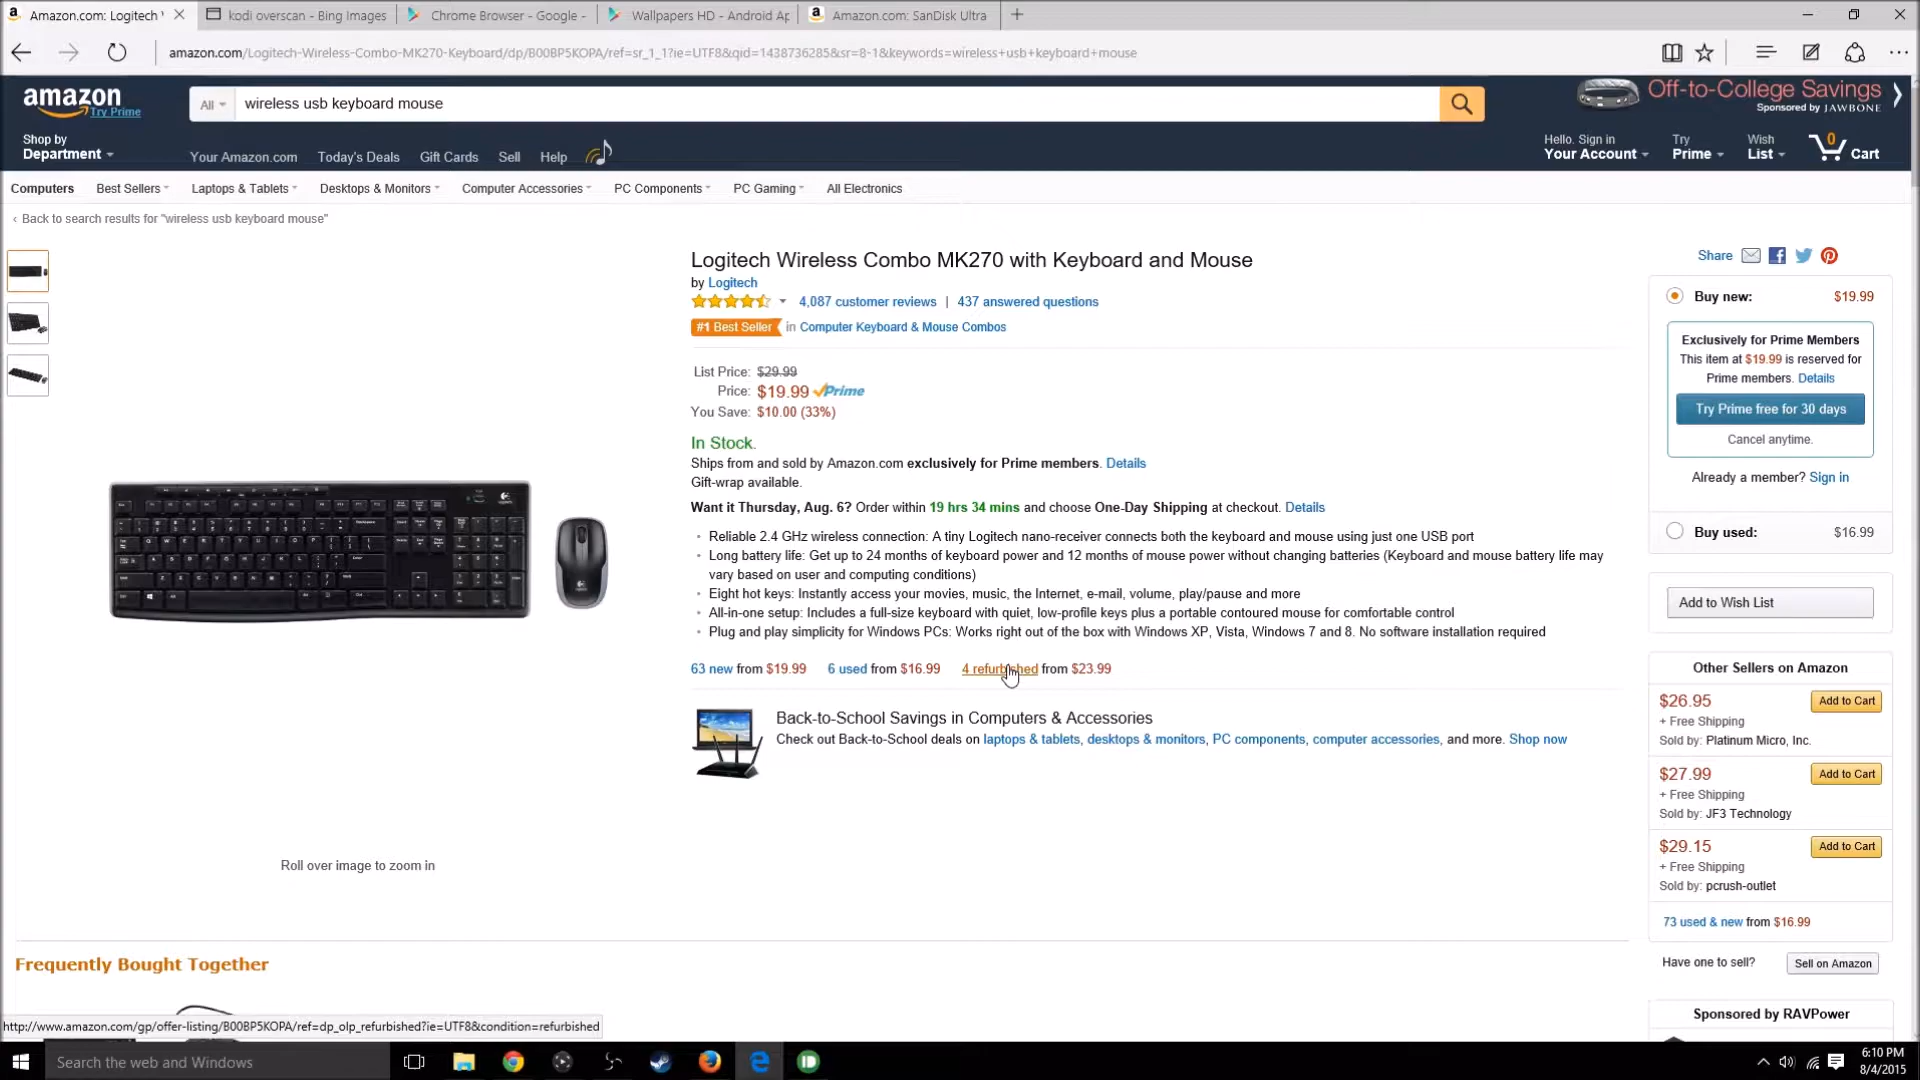 Amazon.com: Logitech
kodi overscan - Bing Images
Chrome Browser - Google -
Wallpapers HD - Android Ap
Amazon.com: SanDisk Ultra
amazon.com/Logitech-Wireless-Combo-MK270-Keyboard/dp/B00BP5KOPA/ref=sr_1_1?ie=UTF8&qid=1438736285&sr=8-1&keywords=wireless+usb+keyboard+mouse
amazon
Try Prime
All
wireless usb keyboard mouse
Off-to-College Savings
Sponsored by JAWBONE
Shop by
Department
Your Amazon.com
Today's Deals
Gift Cards
Sell
Help
Hello. Sign in
Your Account
Try
Prime
Wish
List
0
Cart
Computers
Best Sellers
Laptops & Tablets
Desktops & Monitors
Computer Accessories
PC Components
PC Gaming
All Electronics
‹ Back to search results for "wireless usb keyboard mouse"
Logitech Wireless Combo MK270 with Keyboard and Mouse
by Logitech
4,087 customer reviews | 437 answered questions
#1 Best Seller in Computer Keyboard & Mouse Combos
List Price: $29.99
Price: $19.99 Prime
You Save: $10.00 (33%)
In Stock.
Ships from and sold by Amazon.com exclusively for Prime members. Details
Gift-wrap available.
Want it Thursday, Aug. 6? Order within 19 hrs 34 mins and choose One-Day Shipping at checkout. Details
• Reliable 2.4 GHz wireless connection: A tiny Logitech nano-receiver connects both the keyboard and mouse using just one USB port
• Long battery life: Get up to 24 months of keyboard power and 12 months of mouse power without changing batteries (Keyboard and mouse battery life may
vary based on user and computing conditions)
• Eight hot keys: Instantly access your movies, music, the Internet, e-mail, volume, play/pause and more
• All-in-one setup: Includes a full-size keyboard with quiet, low-profile keys plus a portable contoured mouse for comfortable control
• Plug and play simplicity for Windows PCs: Works right out of the box with Windows XP, Vista, Windows 7 and 8. No software installation required
63 new from $19.99 6 used from $16.99 4 refurbished from $23.99
Back-to-School Savings in Computers & Accessories
Check out Back-to-School deals on laptops & tablets, desktops & monitors, PC components, computer accessories, and more. Shop now
Roll over image to zoom in
Frequently Bought Together
Share
Buy new: $19.99
Exclusively for Prime Members
This item at $19.99 is reserved for
Prime members. Details
Try Prime free for 30 days
Cancel anytime.
Already a member? Sign in
Buy used: $16.99
Add to Wish List
Other Sellers on Amazon
$26.95 Add to Cart
+ Free Shipping
Sold by: Platinum Micro, Inc.
$27.99 Add to Cart
+ Free Shipping
Sold by: JF3 Technology
$29.15 Add to Cart
+ Free Shipping
Sold by: pcrush-outlet
73 used & new from $16.99
Have one to sell? Sell on Amazon
Sponsored by RAVPower
http://www.amazon.com/gp/offer-listing/B00BP5KOPA/ref=dp_olp_refurbished?ie=UTF8&condition=refurbished
Search the web and Windows
6:10 PM
8/4/2015